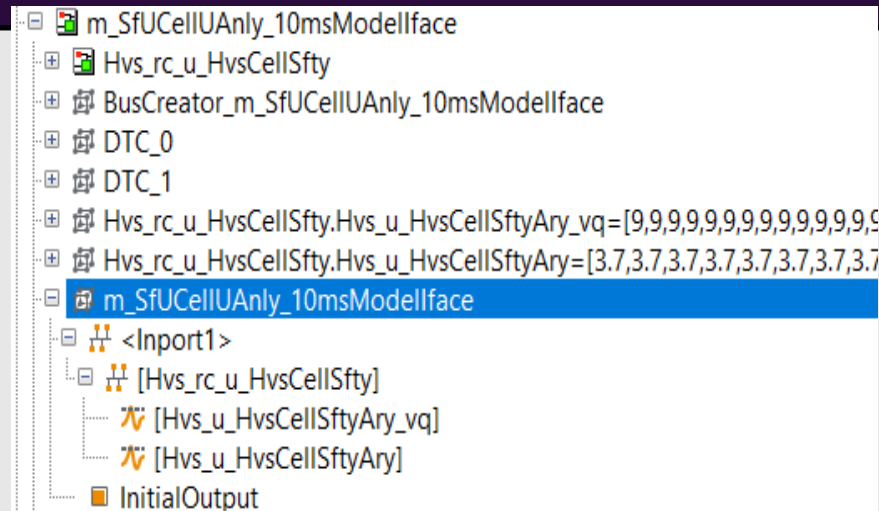 m_SfUCellUAnly_10msModelIface
Hvs_rc_u_HvsCellSfty
BusCreator_m_SfUCellUAnly_10msModelIface
DTC_0
DTC_1
Hvs_rc_u_HvsCellSfty.Hvs_u_HvsCellSftyAry_vq=[9,9,9,9,9,9,9,9,9,9,9,9,9,9
Hvs_rc_u_HvsCellSfty.Hvs_u_HvsCellSftyAry=[3.7,3.7,3.7,3.7,3.7,3.7,3.7,3.7
m_SfUCellUAnly_10msModelIface
<Inport1>
[Hvs_rc_u_HvsCellSfty]
[Hvs_u_HvsCellSftyAry_vq]
[Hvs_u_HvsCellSftyAry]
InitialOutput